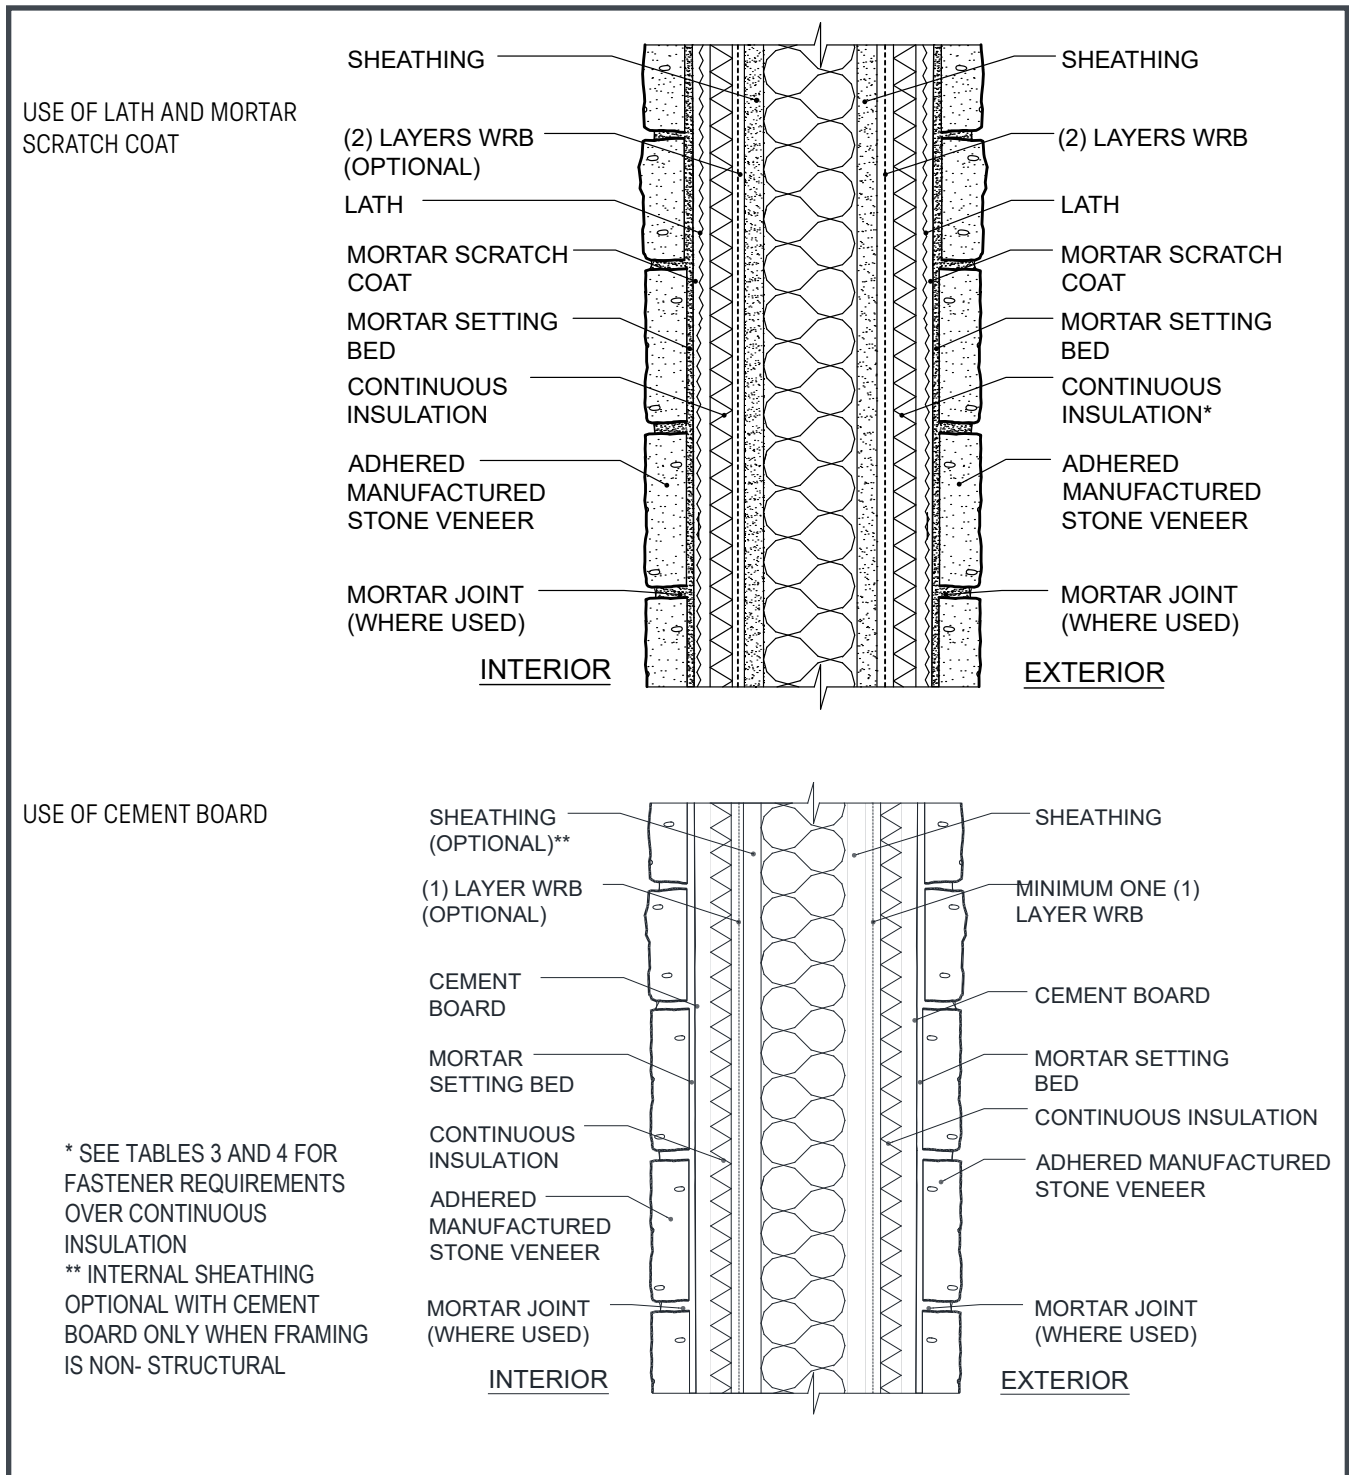 USE OF LATH AND MORTAR
SCRATCH COAT
SHEATHING
(2) LAYERS WRB
(OPTIONAL)
LATH
MORTAR SCRATCH
COAT
MORTAR SETTING
BED
CONTINUOUS
INSULATION
ADHERED
MANUFACTURED
STONE VENEER
MORTAR JOINT
(WHERE USED)
INTERIOR
SHEATHING
(2) LAYERS WRB
LATH
MORTAR SCRATCH
COAT
MORTAR SETTING
BED
CONTINUOUS
INSULATION*
ADHERED
MANUFACTURED
STONE VENEER
MORTAR JOINT
(WHERE USED)
EXTERIOR
USE OF CEMENT BOARD
SHEATHING
(OPTIONAL)**
(1) LAYER WRB
(OPTIONAL)
CEMENT
BOARD
MORTAR
SETTING BED
CONTINUOUS
INSULATION
ADHERED
MANUFACTURED
STONE VENEER
MORTAR JOINT
(WHERE USED)
INTERIOR
SHEATHING
MINIMUM ONE (1)
LAYER WRB
CEMENT BOARD
MORTAR SETTING
BED
CONTINUOUS INSULATION
ADHERED MANUFACTURED
STONE VENEER
MORTAR JOINT
(WHERE USED)
EXTERIOR
* SEE TABLES 3 AND 4 FOR
FASTENER REQUIREMENTS
OVER CONTINUOUS
INSULATION
** INTERNAL SHEATHING
OPTIONAL WITH CEMENT
BOARD ONLY WHEN FRAMING
IS NON- STRUCTURAL